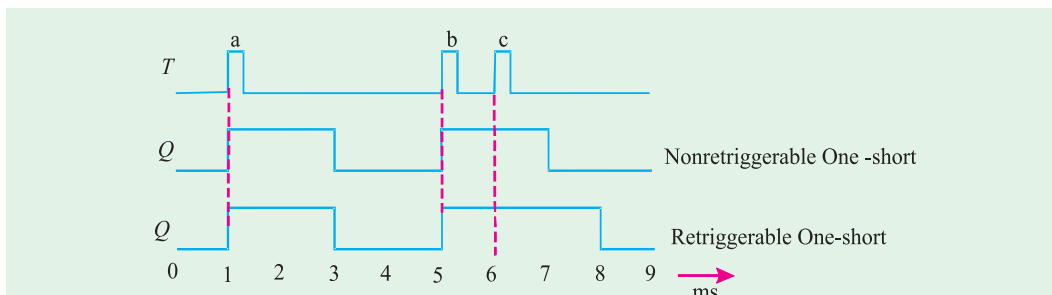 a b c
T
Q Nonretriggerable One -short
Q Retriggerable One-short
0 1 2 3 4 5 6 7 8 9
ms